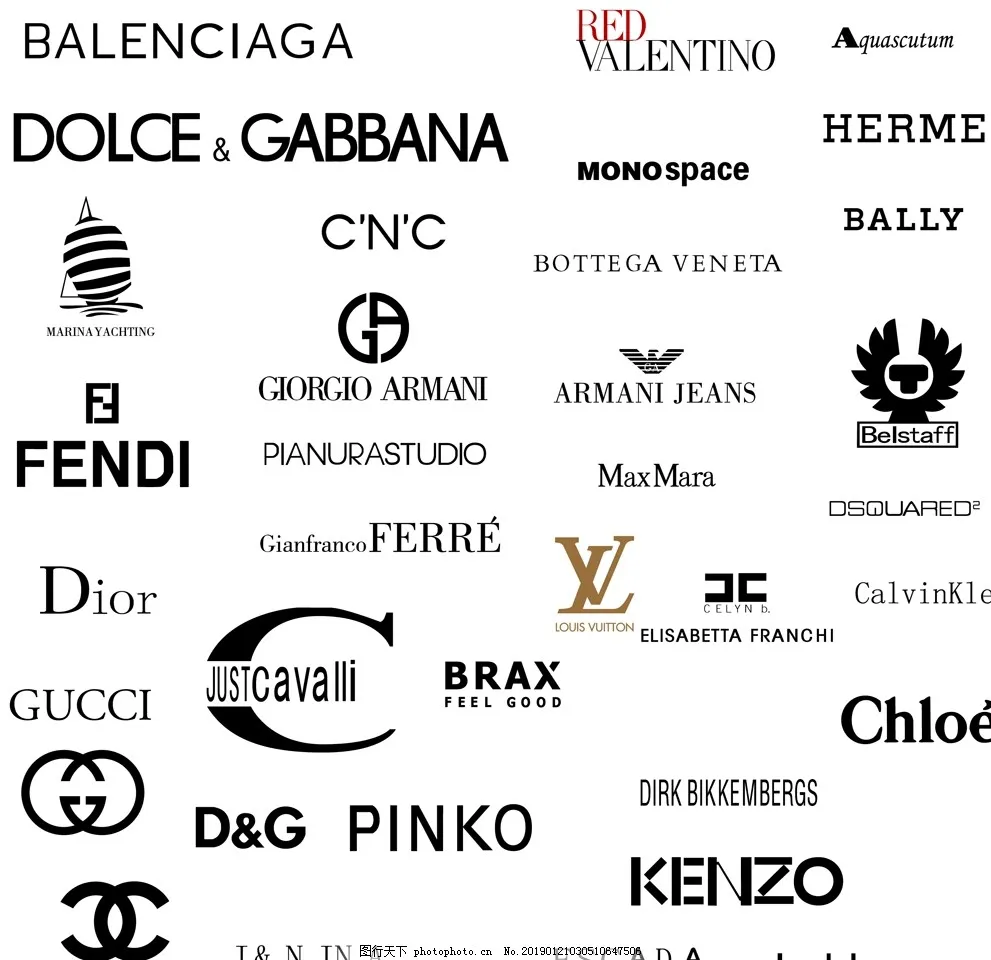 BALENCIAGA
RED
VALENTINO
Aquascutum
DOLCE & GABBANA
HERME
MONOspace
C'N'C
BALLY
BOTTEGA VENETA
MARINA YACHTING
GIORGIO ARMANI
ARMANI JEANS
Belstaff
FENDI
PIANURASTUDIO
MaxMara
DSQUARED²
Gianfranco FERRÉ
Dior
LOUIS VUITTON
CELYN b.
ELISABETTA FRANCHI
CalvinKle
JUST cavalli
BRAX
FEEL GOOD
GUCCI
Chloé
DIRK BIKKEMBERGS
D&G
PINKO
KENZO
图行天下 photophoto.cn No.20190121030510647506